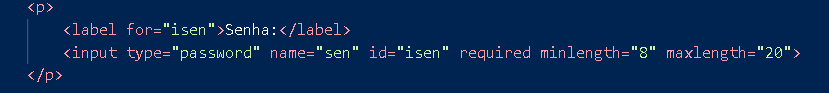 <p>
<label for="isen">Senha:</label>
<input type="password" name="sen" id="isen" required minlength="8" maxlength="20">
</p>